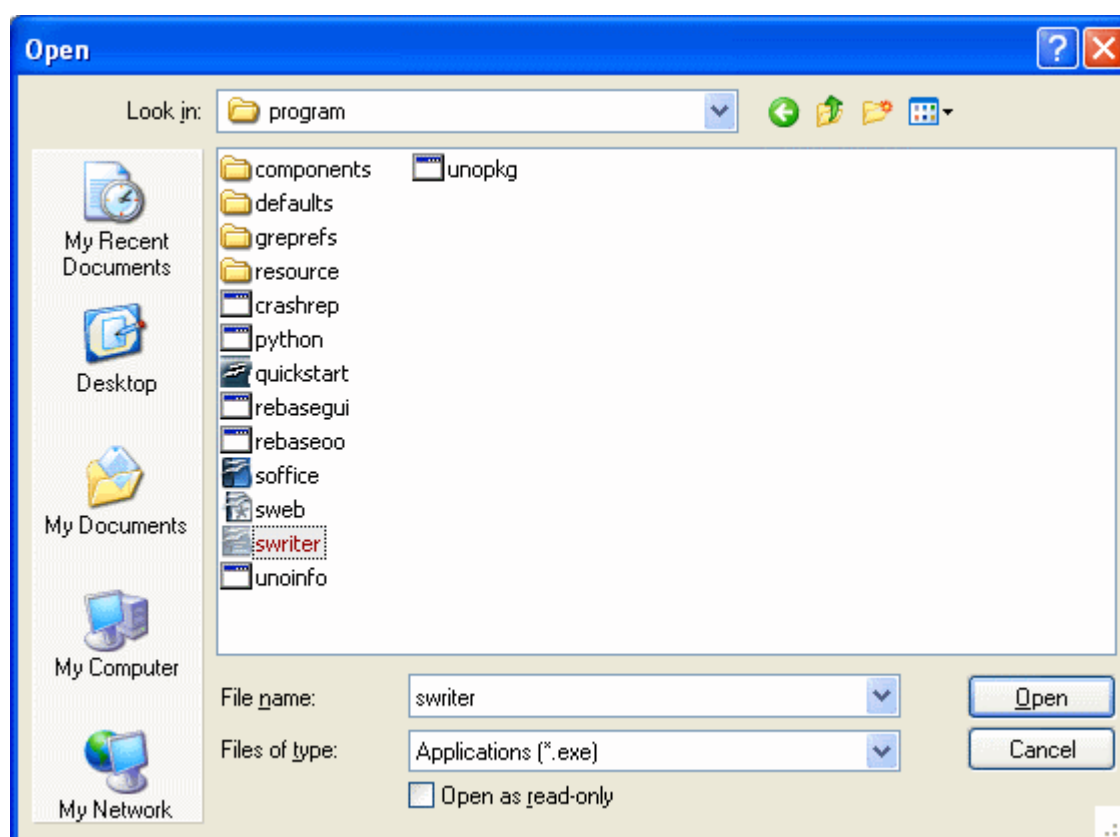 Open
Look in:
program
My Recent
Documents
Desktop
My Documents
My Computer
My Network
components
defaults
greprefs
resource
crashrep
python
quickstart
rebasegui
rebaseoo
soffice
sweb
swriter
unoinfo
unopkg
File name:
swriter
Open
Files of type:
Applications (*.exe)
Cancel
Open as read-only